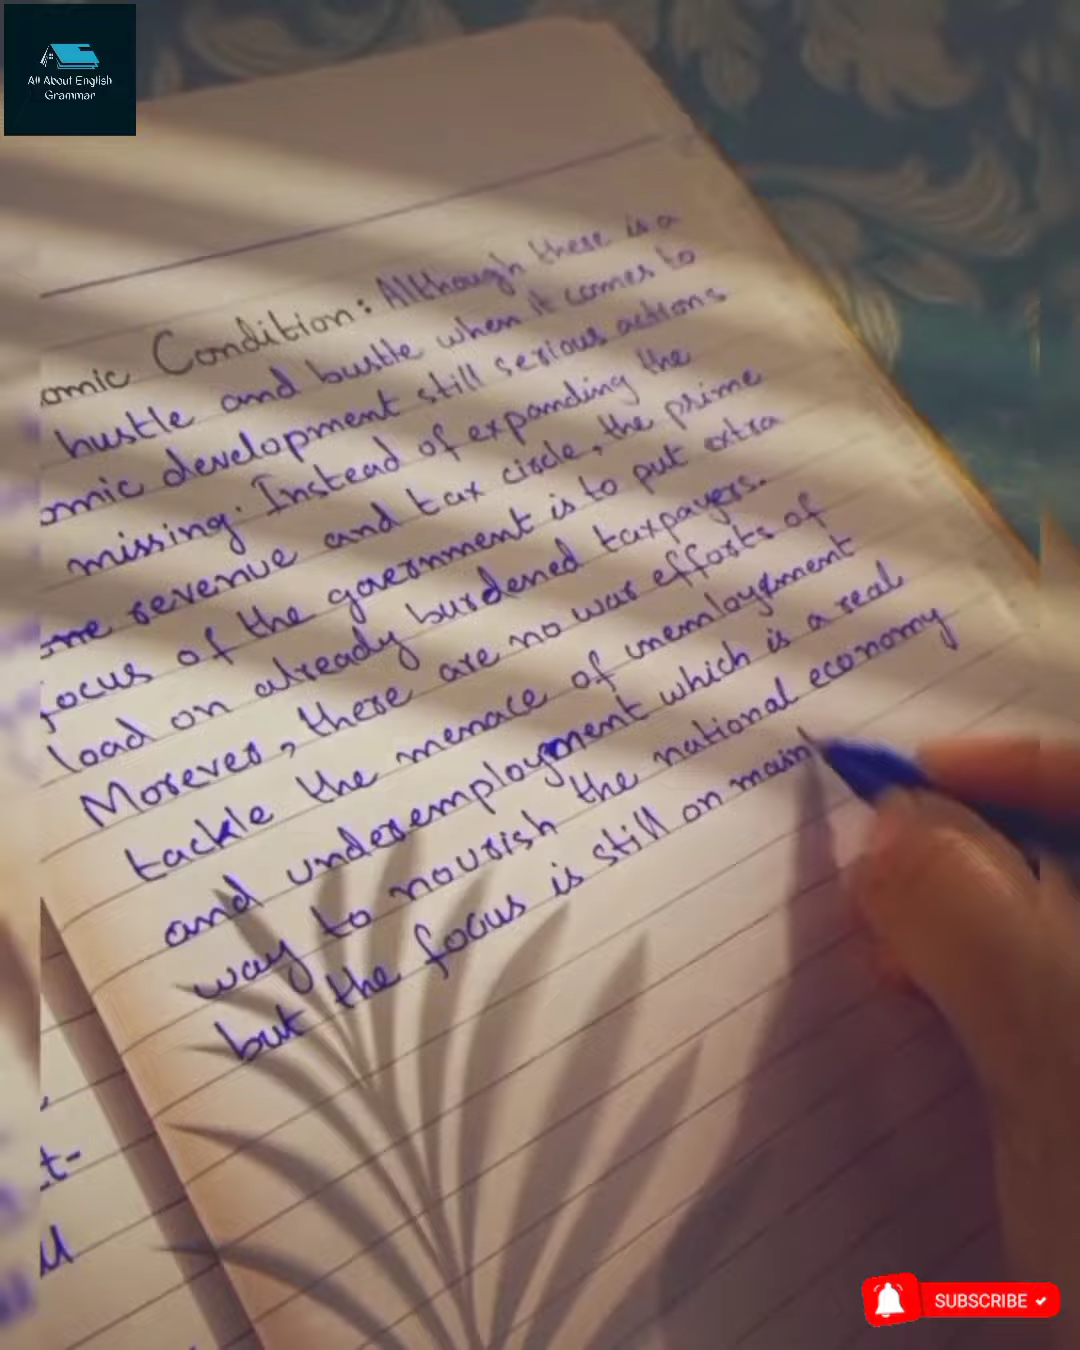 All About English
Grammar
omic Condition: Although there is a
hustle and bustle when it comes to
omic development still serious actions
missing. Instead of expanding the
me revenue and tax circle, the prime
focus of the government is to put extra
load on already burdened taxpayers.
Moreover, there are no war efforts of
tackle the menace of unemployment
and underemployment which is a real
way to nourish the national economy
but the focus is still on main
t-
SUBSCRIBE